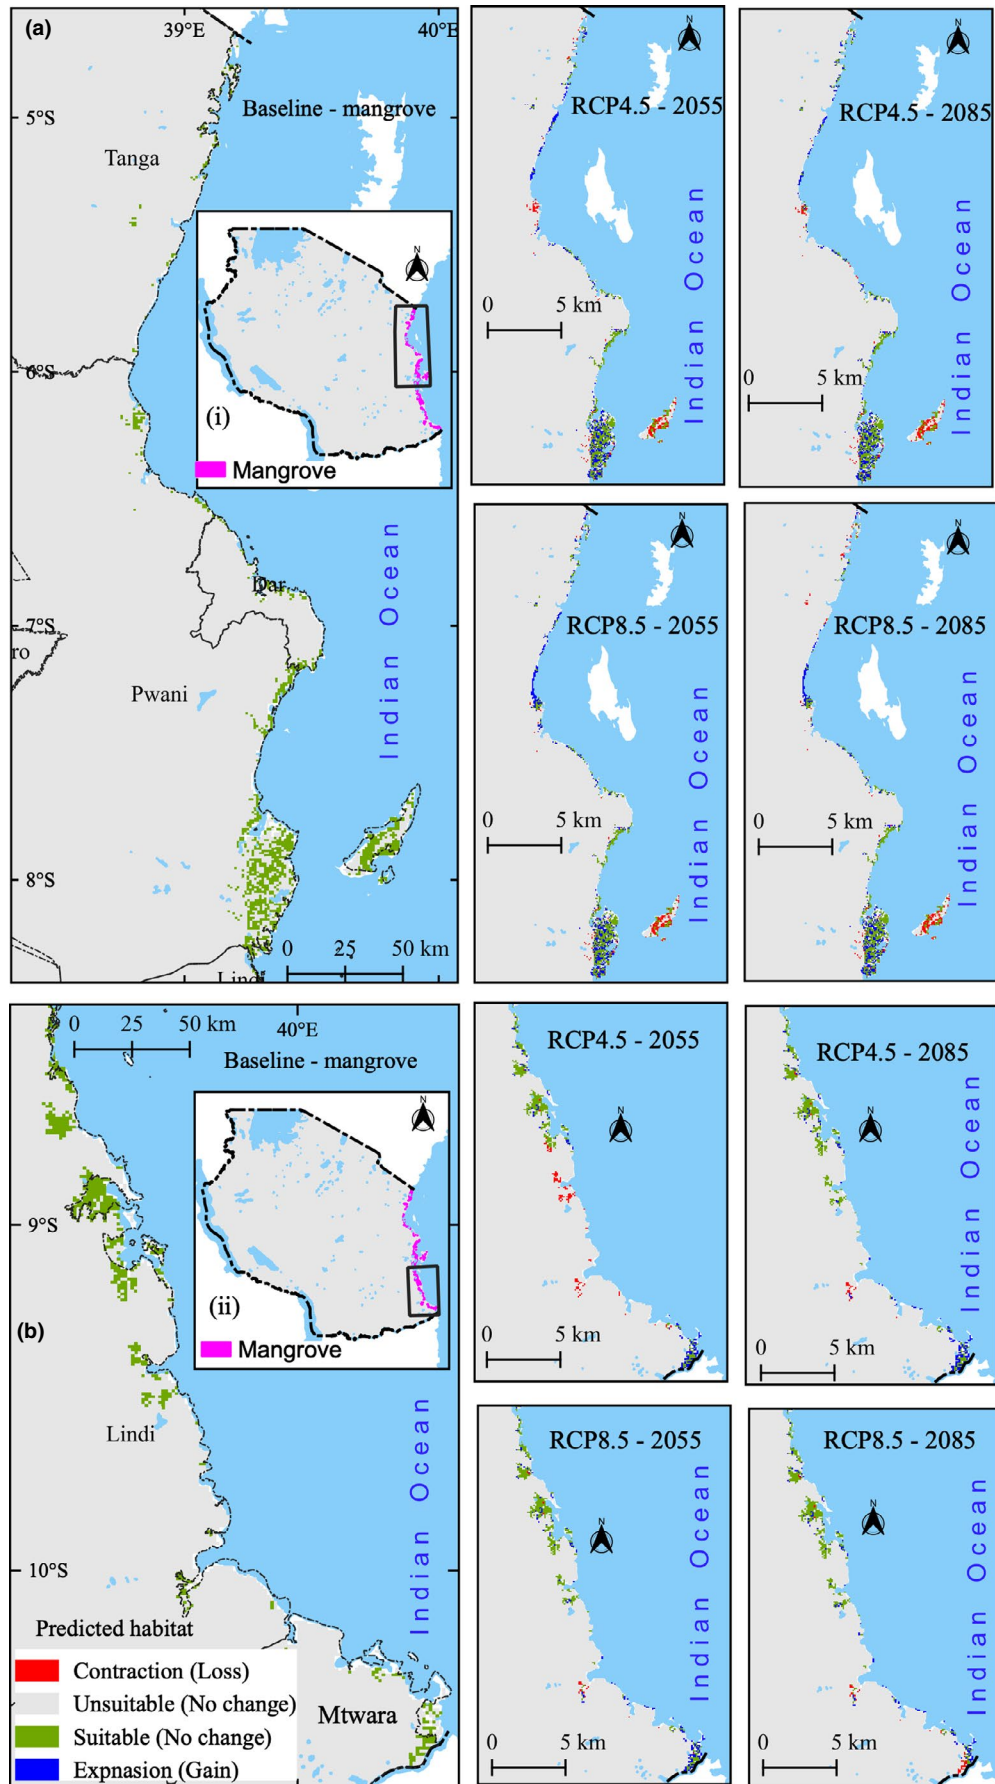 (a)
39°E
40°E
Baseline - mangrove
5°S
Tanga
N
(i)
Mangrove
6°S
Dar
7°S
ro
Pwani
Indian Ocean
8°S
0 25 50 km
Lindi
N
RCP4.5 - 2055
Indian Ocean
0 5 km
N
RCP4.5 - 2085
Indian Ocean
0 5 km
N
RCP8.5 - 2055
Indian Ocean
0 5 km
N
RCP8.5 - 2085
Indian Ocean
0 5 km
0 25 50 km
40°E
Baseline - mangrove
N
9°S
(ii)
Mangrove
(b)
Lindi
Indian Ocean
10°S
Predicted habitat
Contraction (Loss)
Unsuitable (No change)
Suitable (No change)
Expnasion (Gain)
Mtwara
RCP4.5 - 2055
N
0 5 km
RCP4.5 - 2085
N
Indian Ocean
0 5 km
RCP8.5 - 2055
N
Indian Ocean
0 5 km
RCP8.5 - 2085
N
Indian Ocean
0 5 km